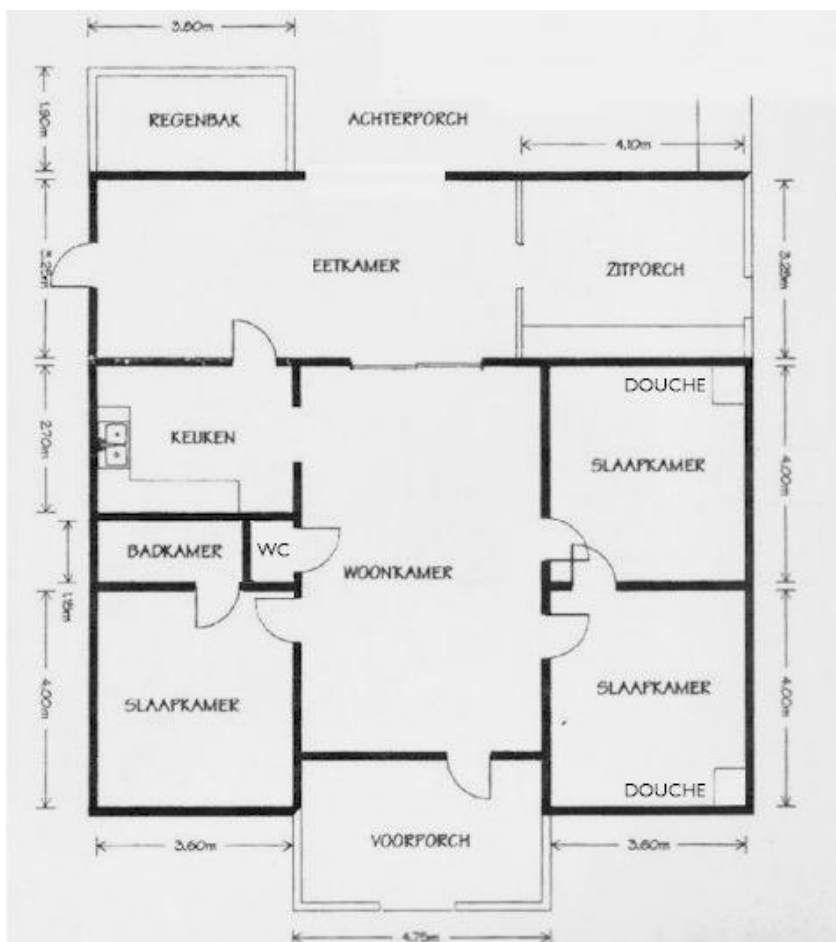 3.80m
1.90m
REGENBAK
ACHTERPORCH
4.10m
3.25m
EETKAMER
ZITPORCH
3.25m
DOUCHE
2.70m
KEUKEN
SLAAPKAMER
4.00m
BADKAMER
WC
WOONKAMER
1.15m
SLAAPKAMER
SLAAPKAMER
4.00m
4.00m
DOUCHE
3.60m
VOORPORCH
3.60m
4.75m